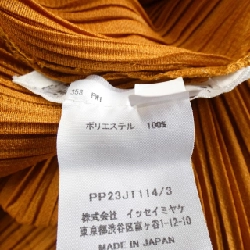 ポリエステル 100%
PP23JT114/3
株式会社 イッセイミヤケ
東京都渋谷区富ヶ谷1-12-10
MADE IN JAPAN